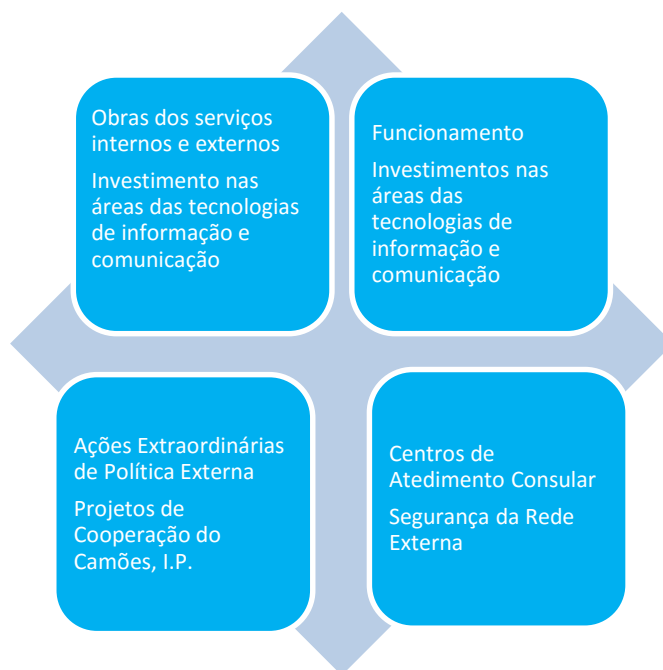 Obras dos serviços
internos e externos
Investimento nas
áreas das tecnologias
de informação e
comunicação
Funcionamento
Investimentos nas
áreas das
tecnologias de
informação e
comunicação
Ações Extraordinárias
de Política Externa
Projetos de
Cooperação do
Camões, I.P.
Centros de
Atedimento Consular
Segurança da Rede
Externa